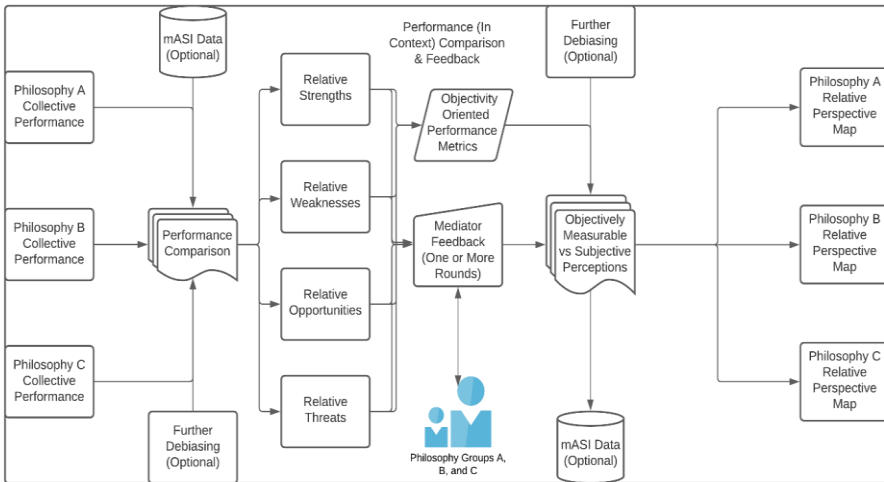 mASI Data
(Optional)
Performance (In
Context) Comparison
& Feedback
Further
Debiasing
(Optional)
Philosophy A
Collective
Performance
Relative
Strengths
Objectivity
Oriented
Performance
Metrics
Philosophy A
Relative
Perspective
Map
Philosophy B
Collective
Performance
Performance
Comparison
Relative
Weaknesses
Mediator
Feedback
(One or More
Rounds)
Objectively
Measurable
vs Subjective
Perceptions
Philosophy B
Relative
Perspective
Map
Relative
Opportunities
Philosophy C
Collective
Performance
Relative
Threats
Philosophy C
Relative
Perspective
Map
Further
Debiasing
(Optional)
Philosophy Groups A,
B, and C
mASI Data
(Optional)